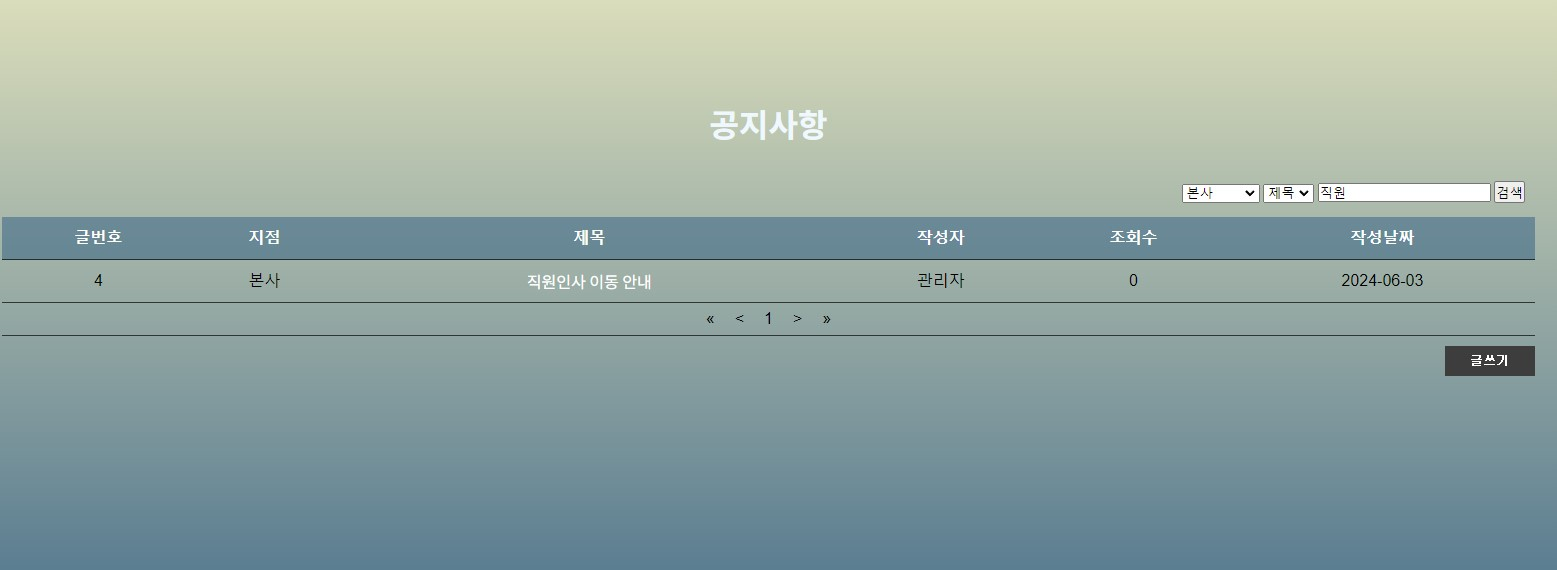 공지사항
본사 제목 직원 검색
글번호 지점 제목 작성자 조회수 작성날짜
4 본사 직원인사 이동 안내 관리자 0 2024-06-03
« < 1 > »
글쓰기